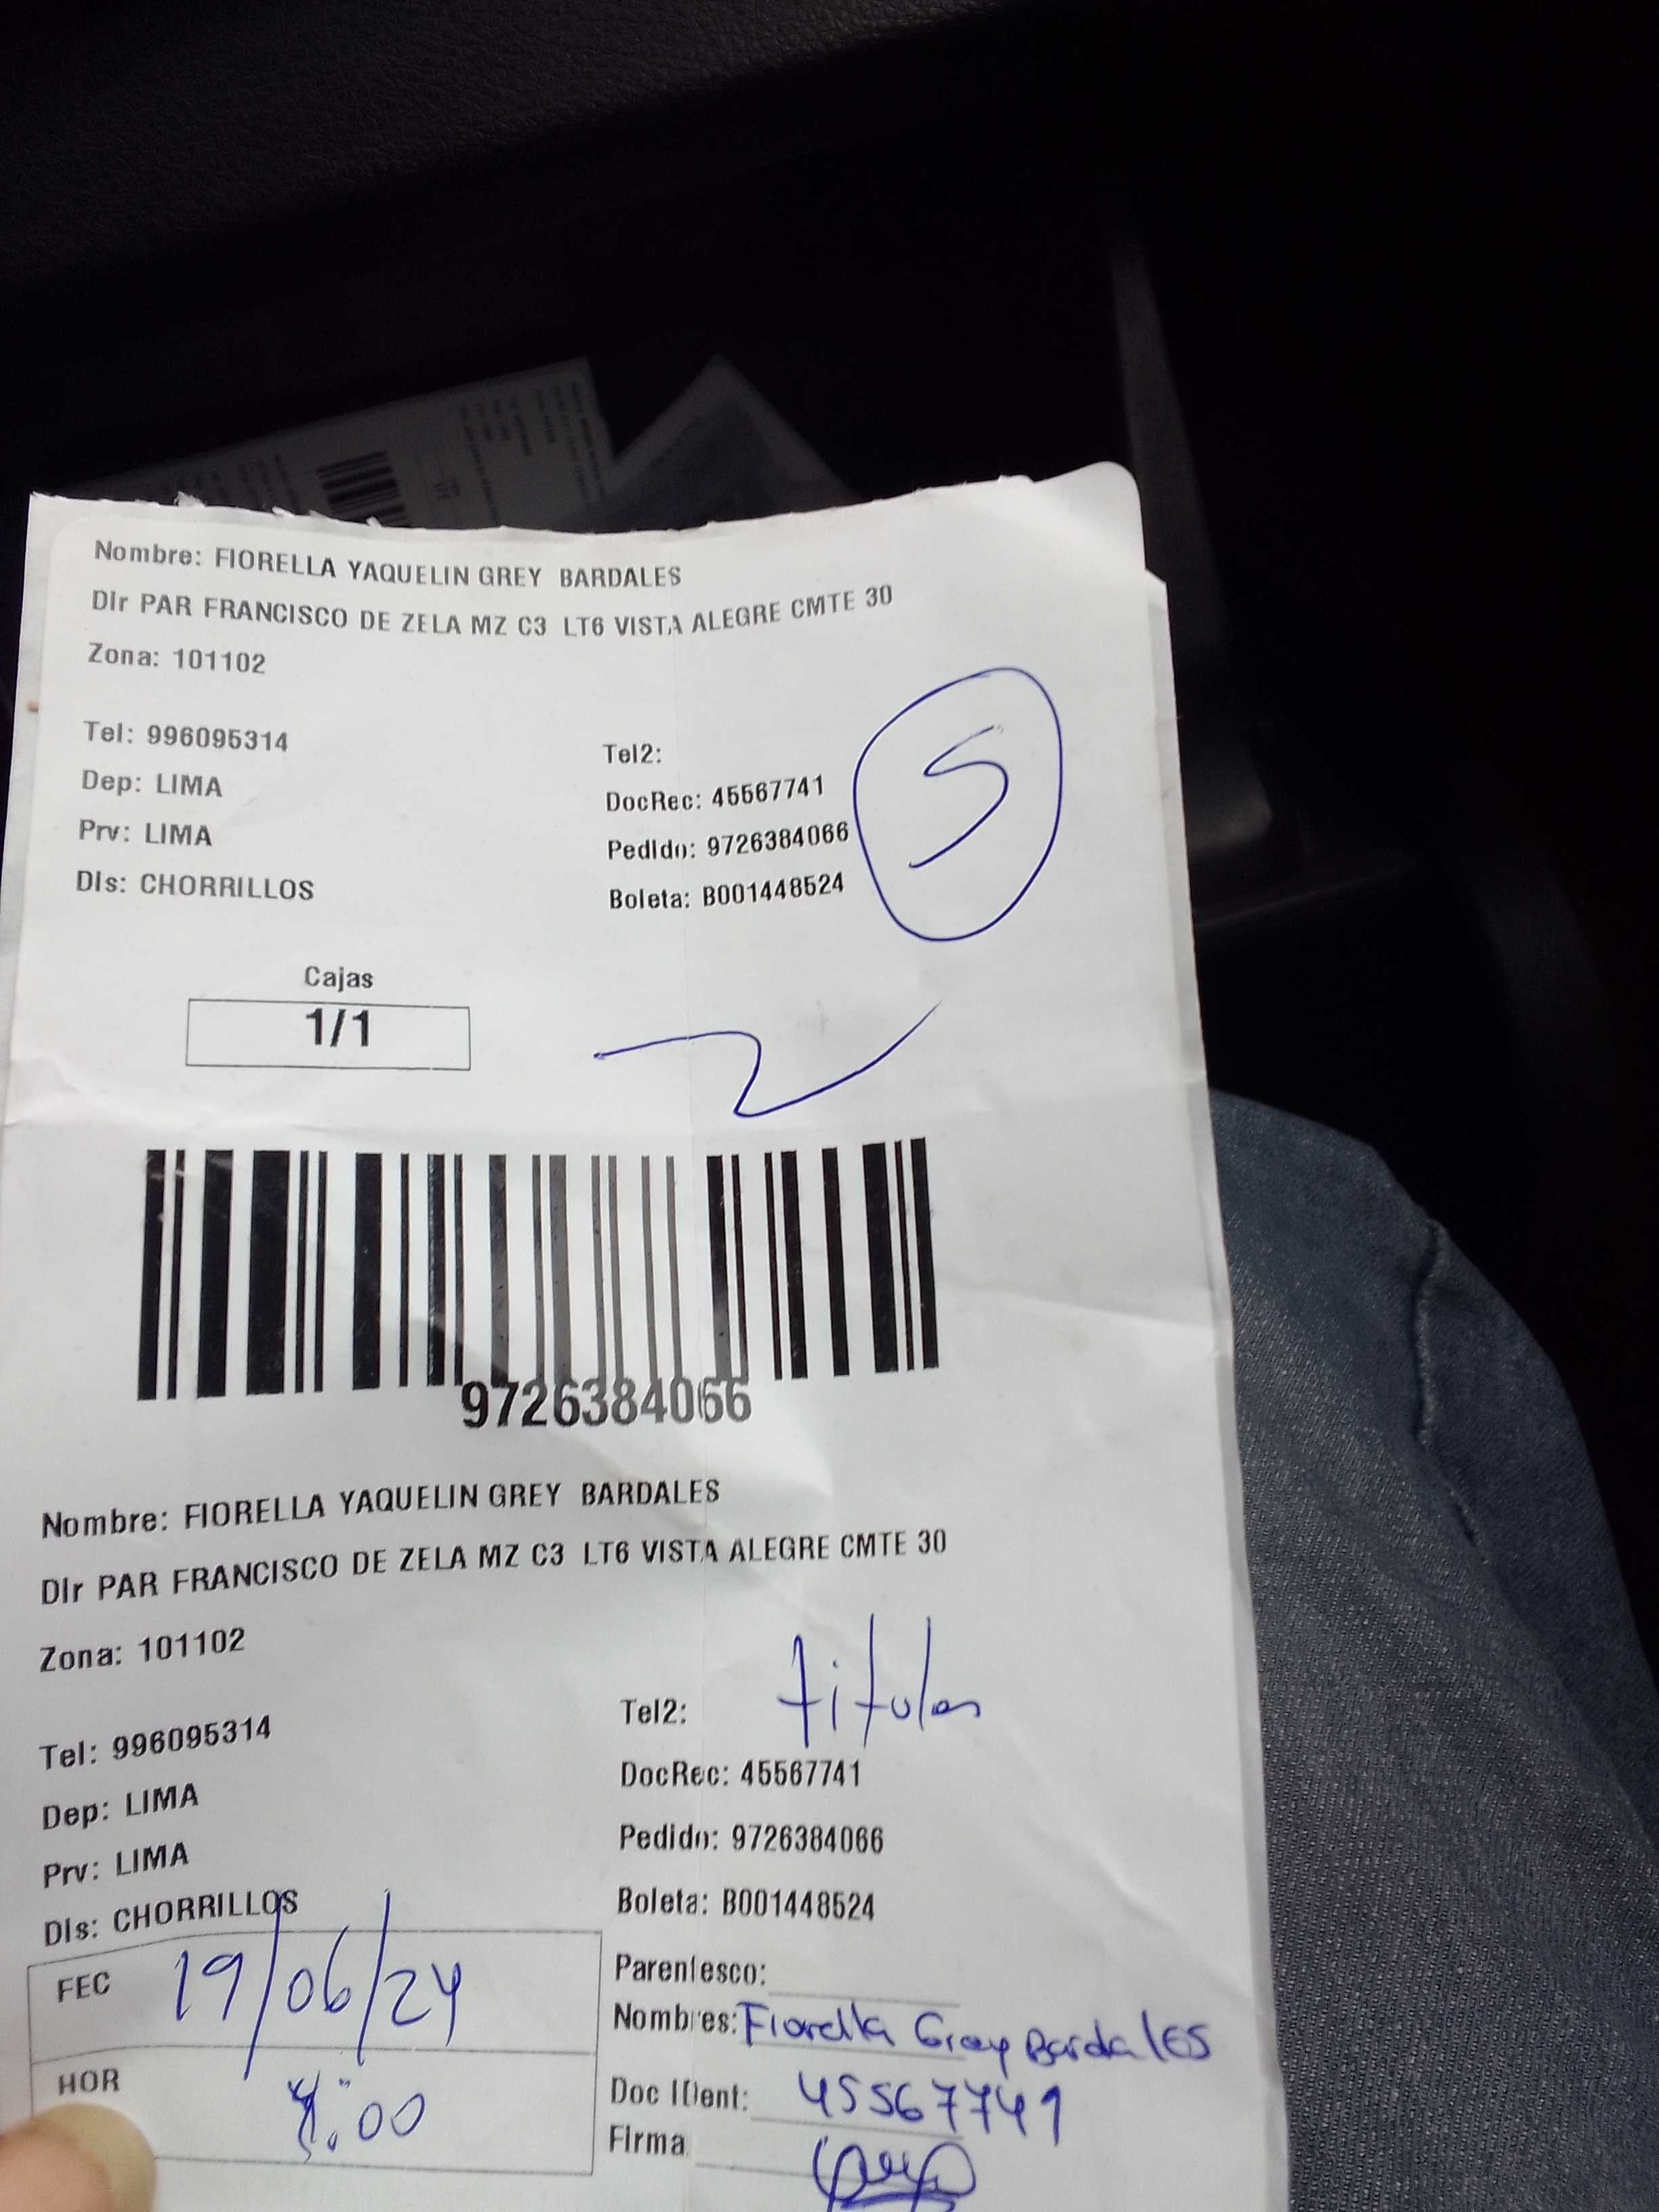 Nombre: FIORELLA YAQUELIN GREY BARDALES
Dir PAR FRANCISCO DE ZELA MZ C3 LT6 VISTA ALEGRE CMTE 30
Zona: 101102
Tel: 996095314
Tel2:
Dep: LIMA
DocRec: 45567741
Prv: LIMA
Pedido: 9726384066
Dis: CHORRILLOS
Boleta: B001448524
5
Cajas
1/1
9726384066
Nombre: FIORELLA YAQUELIN GREY BARDALES
Dir PAR FRANCISCO DE ZELA MZ C3 LT6 VISTA ALEGRE CMTE 30
Zona: 101102
titular
Tel: 996095314
Tel2:
Dep: LIMA
DocRec: 45567741
Prv: LIMA
Pedido: 9726384066
Dis: CHORRILLOS
Boleta: B001448524
FEC 19/06/24
Parentesco:
Nombres: Fiorella Grey Bardales
HOR :00
Doc IDent: 45567741
Firma